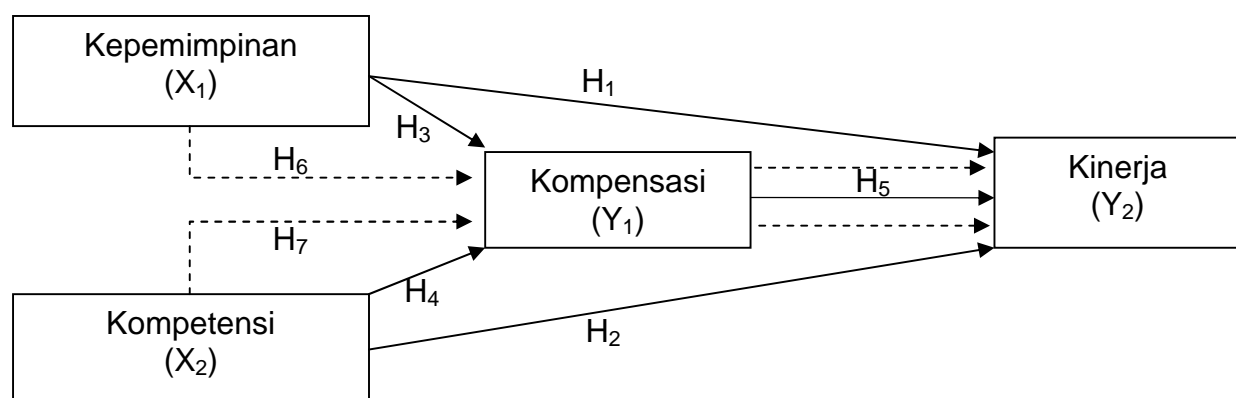 Kepemimpinan
(X₁)
H₁
H₃
H₆
Kompensasi
(Y₁)
H₅
Kinerja
(Y₂)
H₇
H₄
Kompetensi
(X₂)
H₂